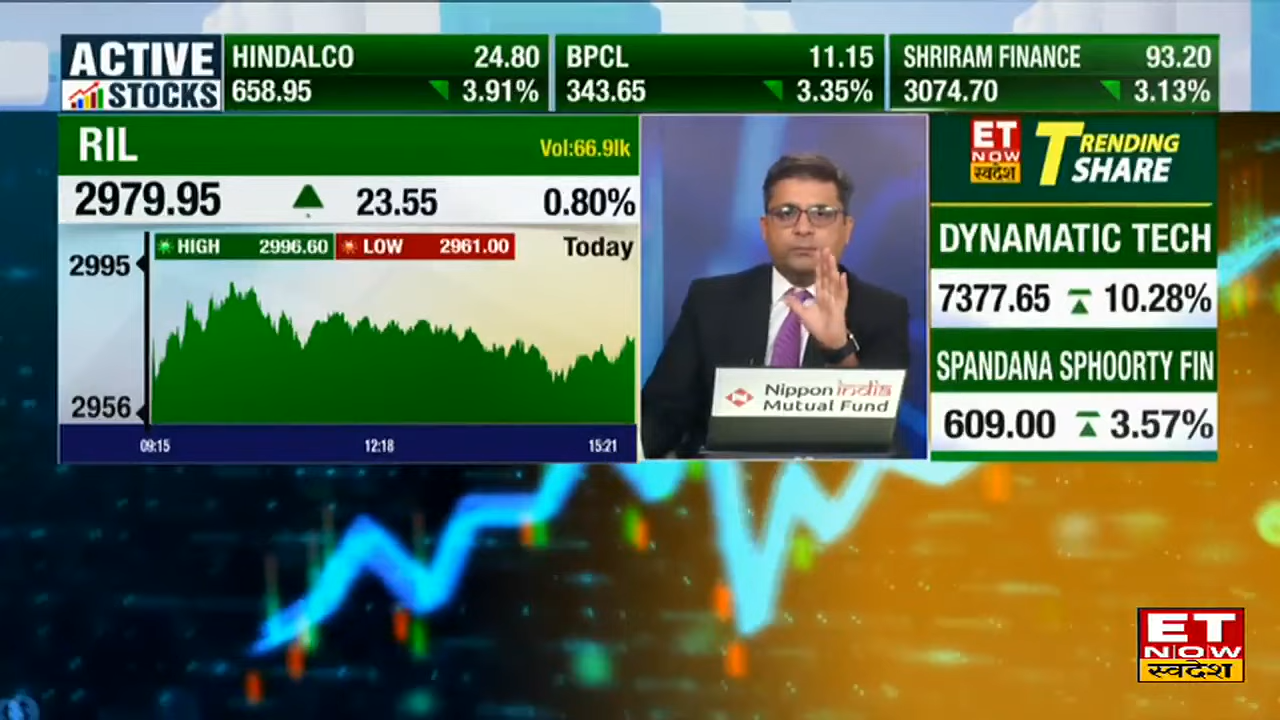 ACTIVE
STOCKS
HINDALCO 24.80
658.95 3.91%
BPCL 11.15
343.65 3.35%
SHRIRAM FINANCE 93.20
3074.70 3.13%
RIL
Vol:66.9lk
2979.95 23.55 0.80%
HIGH 2996.60 LOW 2961.00 Today
2995
2956
09:15 12:18 15:21
Nippon india
Mutual Fund
ET
NOW
स्वदेश
TRENDING
SHARE
DYNAMATIC TECH
7377.65 10.28%
SPANDANA SPHOORTY FIN
609.00 3.57%
ET
NOW
स्वदेश